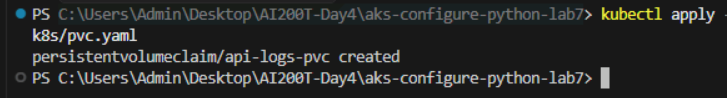 PS C:\Users\Admin\Desktop\AI200T-Day4\aks-configure-python-lab7> kubectl apply -
k8s/pvc.yaml
persistentvolumeclaim/api-logs-pvc created
PS C:\Users\Admin\Desktop\AI200T-Day4\aks-configure-python-lab7>